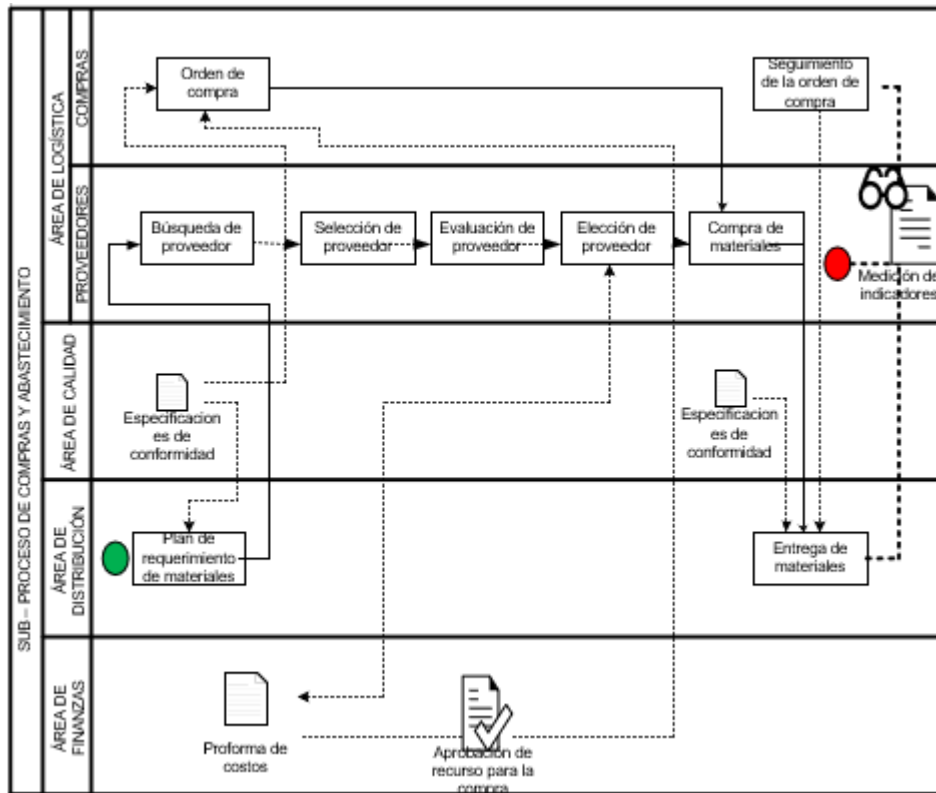 SUB – PROCESO DE COMPRAS Y ABASTECIMIENTO
ÁREA DE LOGÍSTICA
COMPRAS
Orden de
compra
Seguimiento
de la orden de
compra
PROVEEDORES
Búsqueda de
proveedor
Selección de
proveedor
Evaluación de
proveedor
Elección de
proveedor
Compra de
materiales
Medición de
indicadores
ÁREA DE CALIDAD
Especificacion
es de
conformidad
Especificacion
es de
conformidad
ÁREA DE
DISTRIBUCIÓN
Plan de
requerimiento
de materiales
Entrega de
materiales
ÁREA DE
FINANZAS
Proforma de
costos
Aprobación de
recurso para la
compra